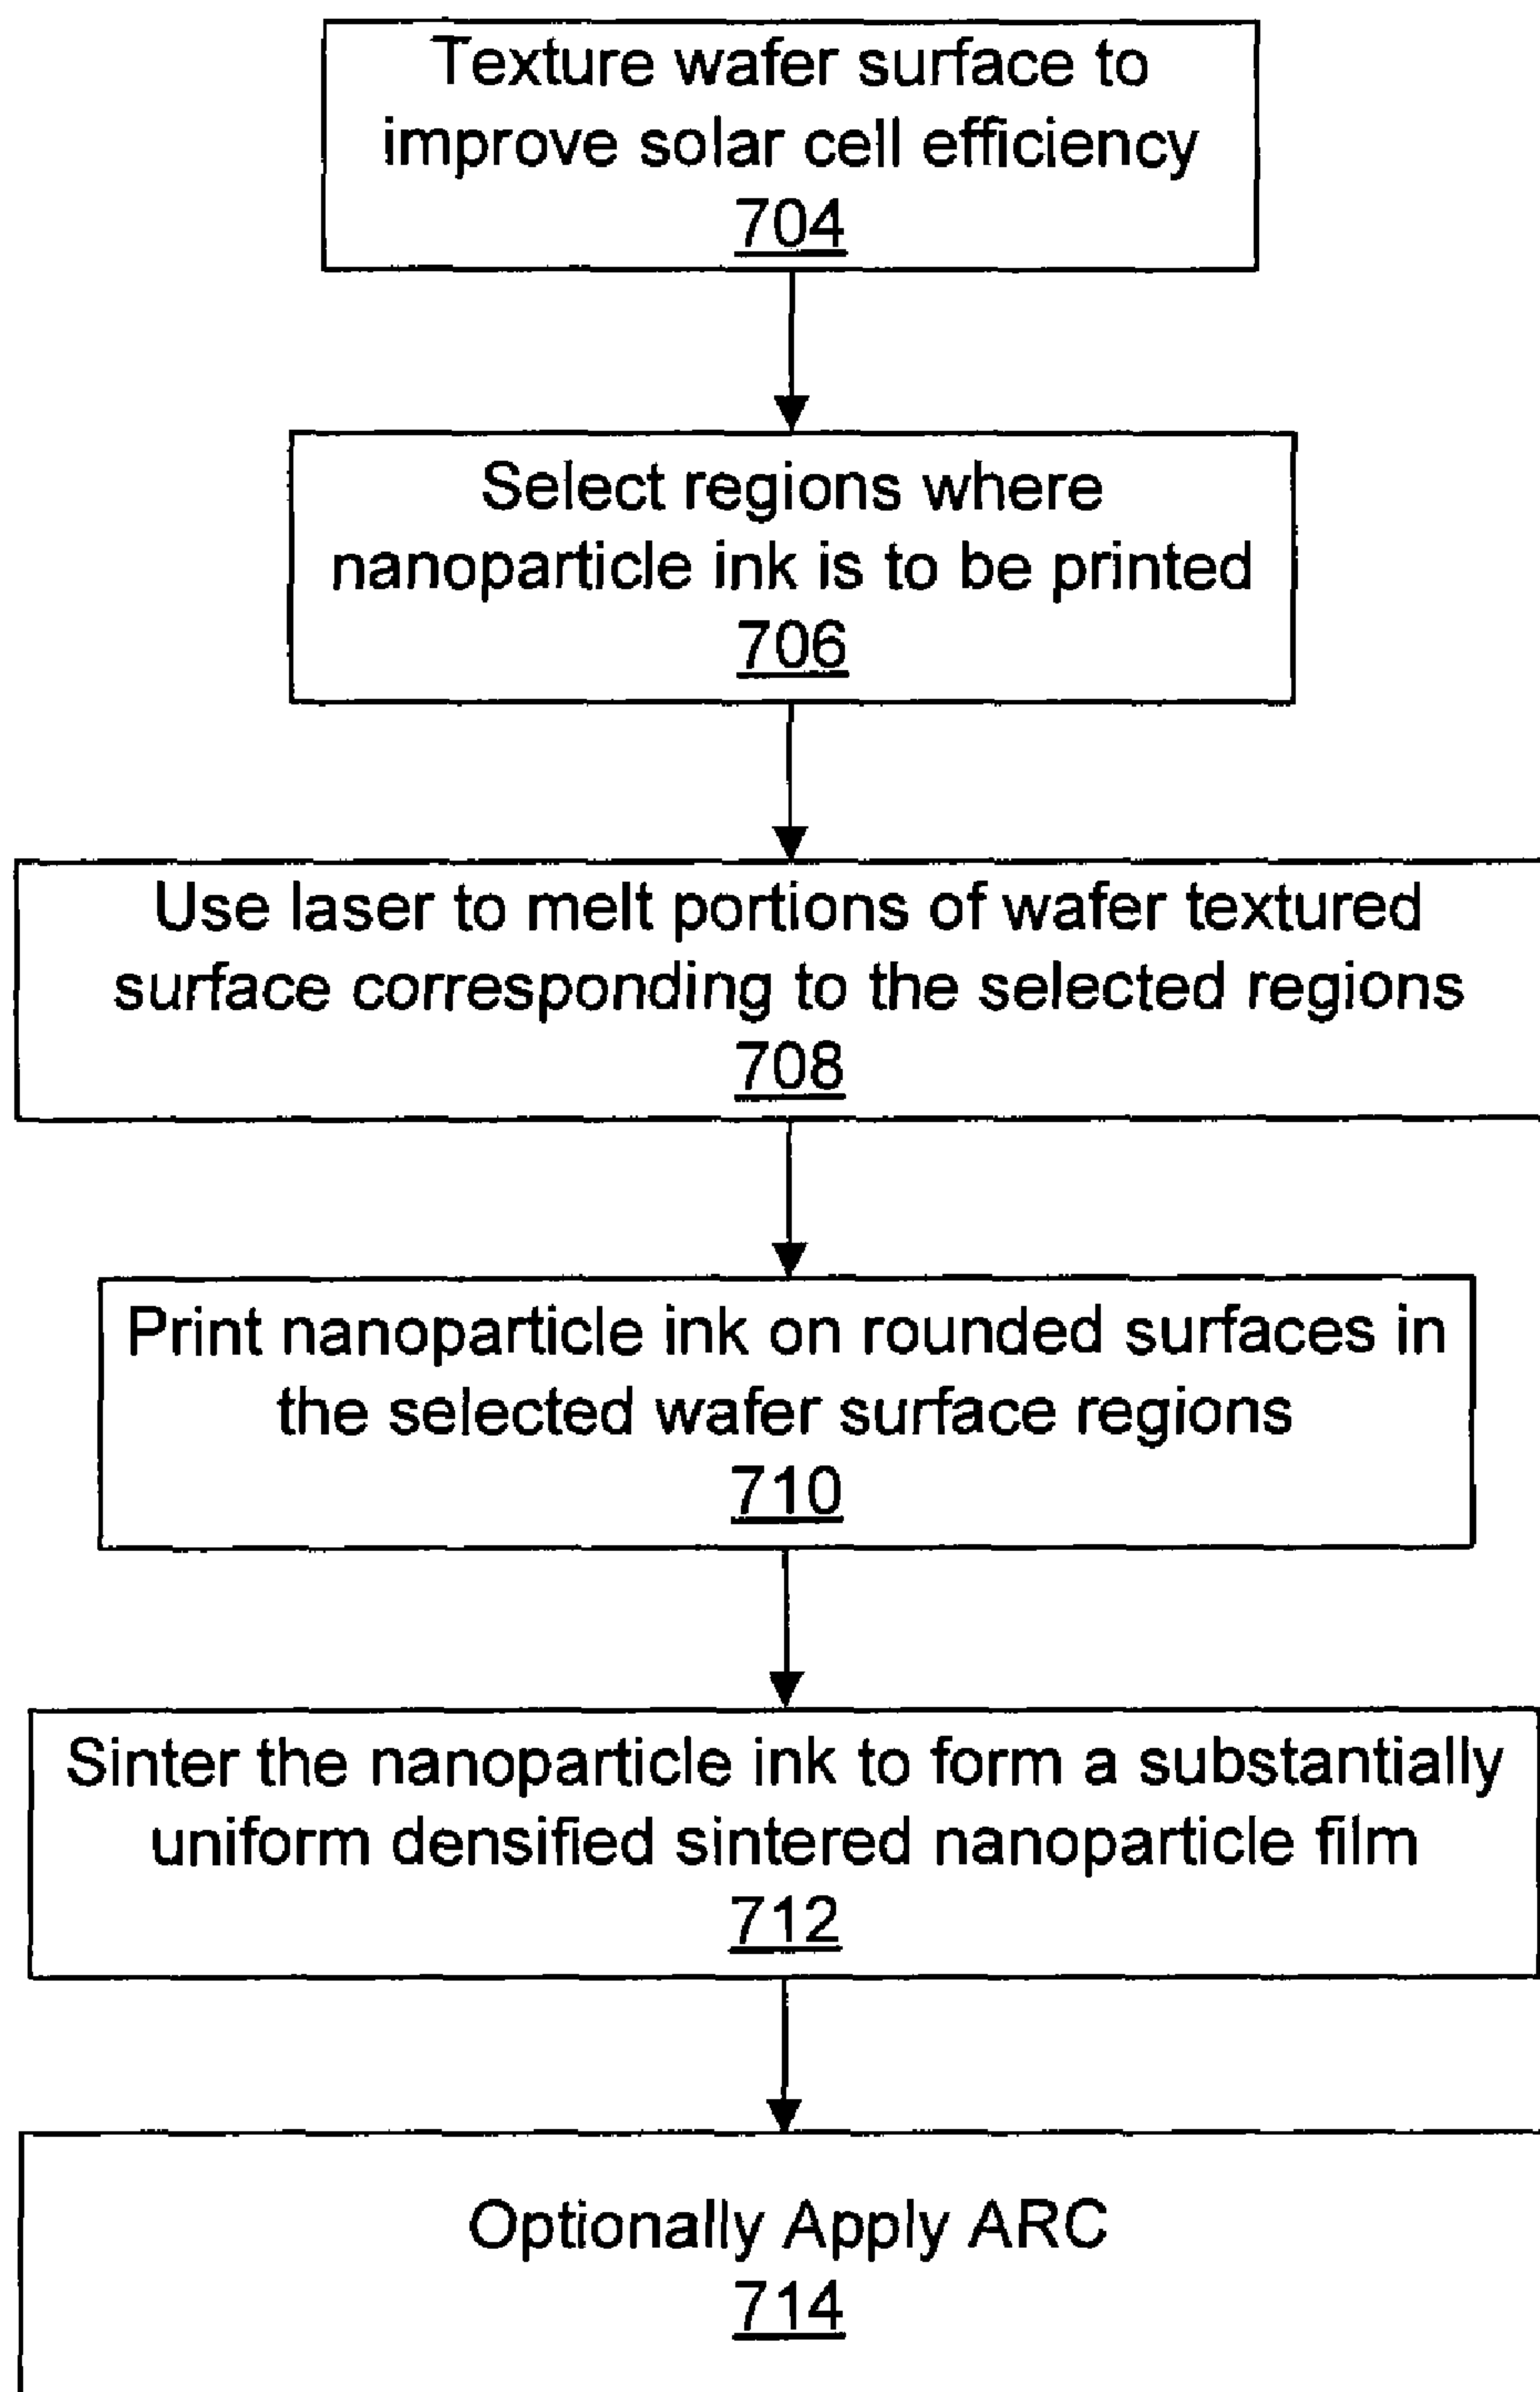 Texture wafer surface to
improve solar cell efficiency
704
Select regions where
nanoparticle ink is to be printed
706
Use laser to melt portions of wafer textured
surface corresponding to the selected regions
708
Print nanoparticle ink on rounded surfaces in
the selected wafer surface regions
710
Sinter the nanoparticle ink to form a substantially
uniform densified sintered nanoparticle film
712
Optionally Apply ARC
714